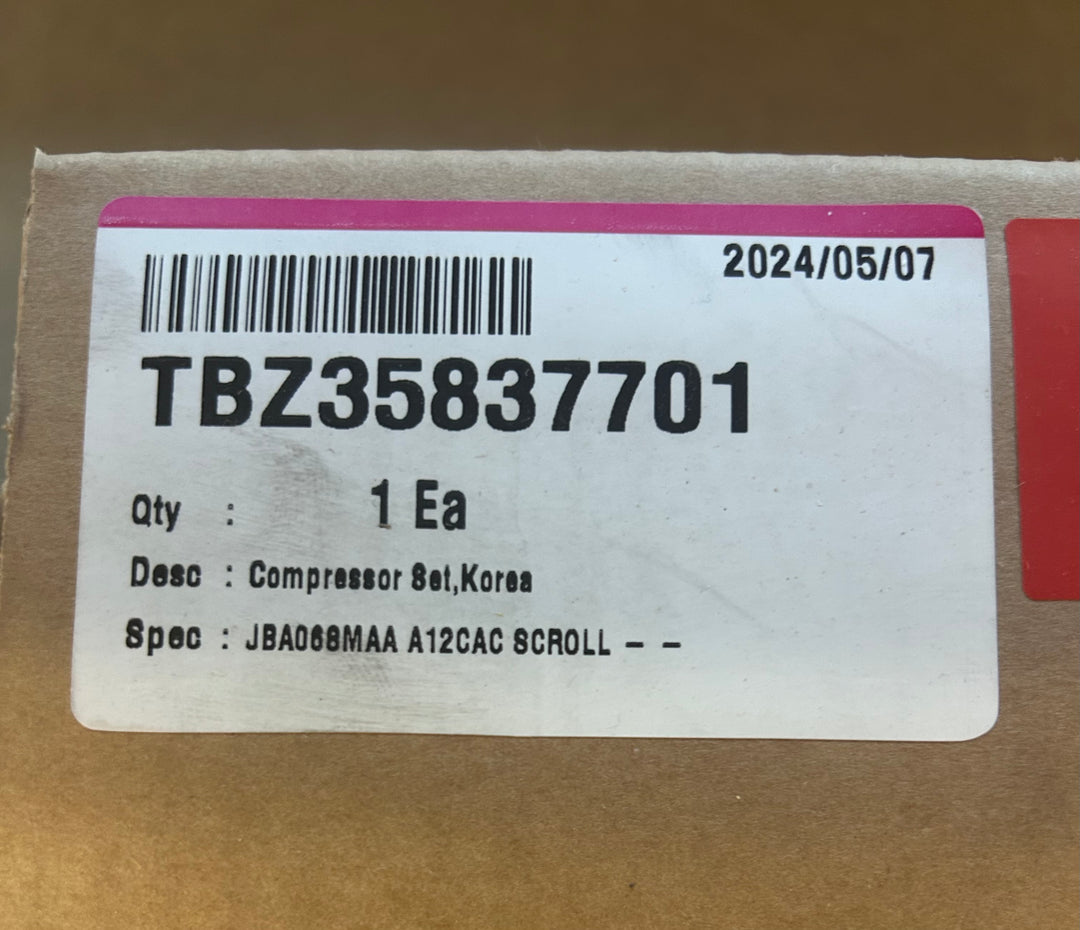 2024/05/07
TBZ35837701
Qty : 1 Ea
Desc : Compressor Set,Korea
Spec : JBA068MAA A12CAC SCROLL - -